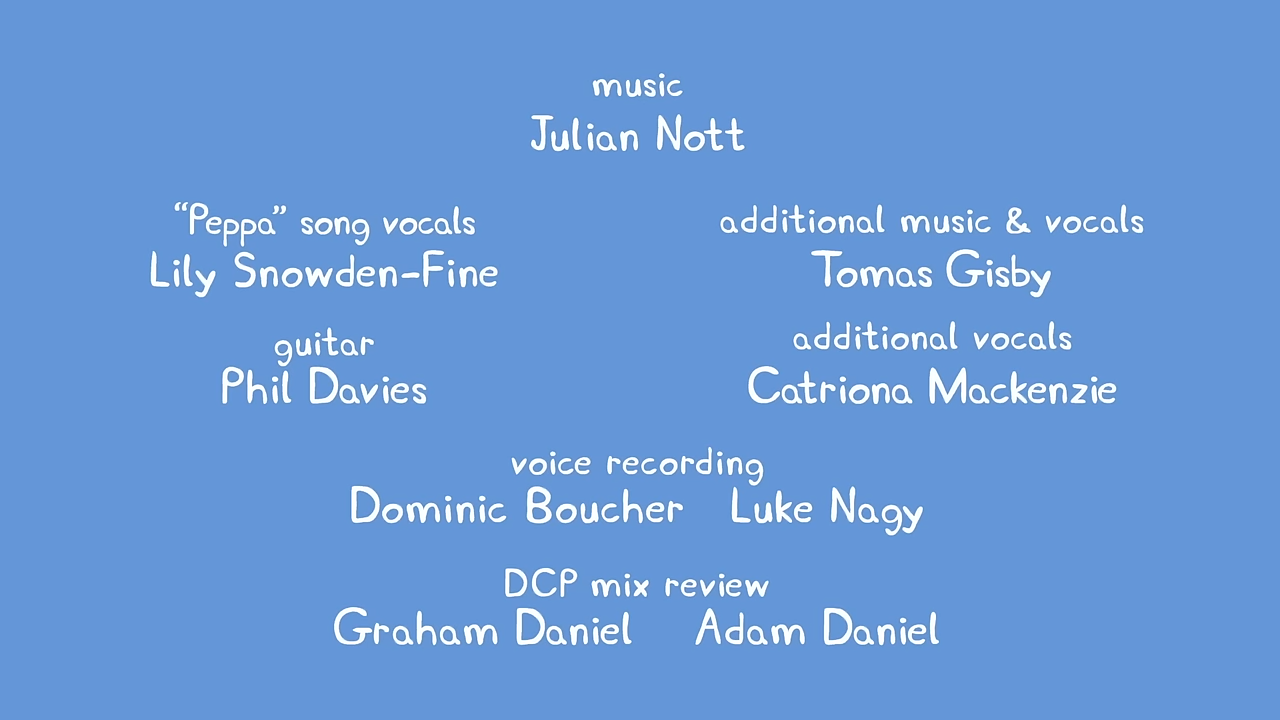 music
Julian Nott
“Peppa” song vocals
Lily Snowden-Fine
additional music & vocals
Tomas Gisby
guitar
Phil Davies
additional vocals
Catriona Mackenzie
voice recording
Dominic Boucher Luke Nagy
DCP mix review
Graham Daniel Adam Daniel